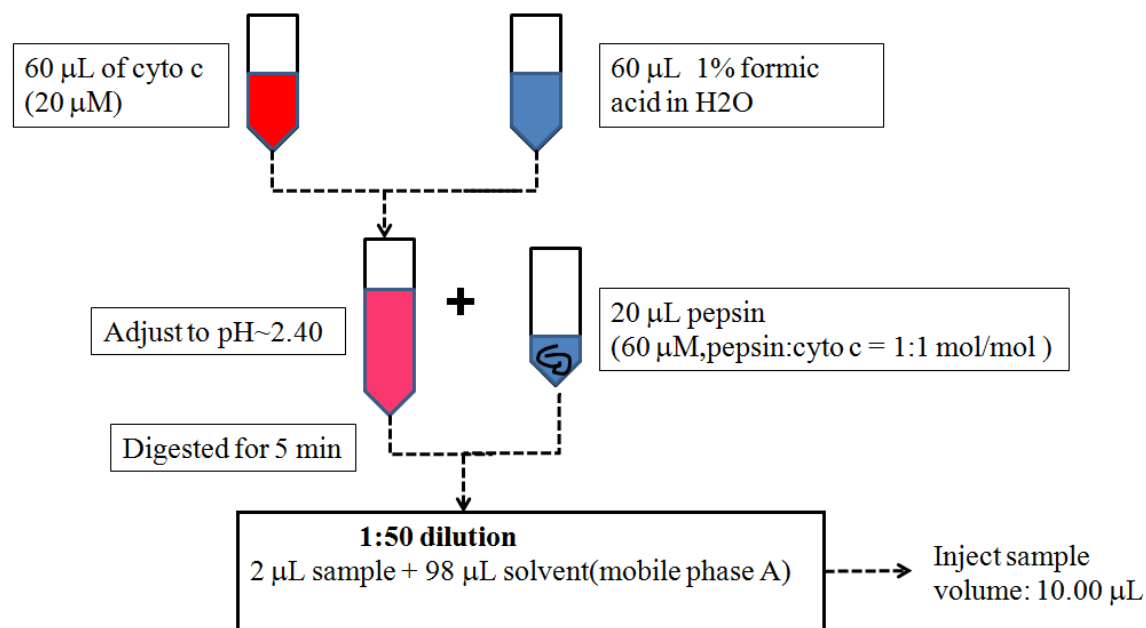 60 μL of cyto c
(20 μM)
60 μL 1% formic
acid in H2O
Adjust to pH~2.40
+
20 μL pepsin
(60 μM,pepsin:cyto c = 1:1 mol/mol )
Digested for 5 min
1:50 dilution
2 μL sample + 98 μL solvent(mobile phase A)
Inject sample
volume: 10.00 μL